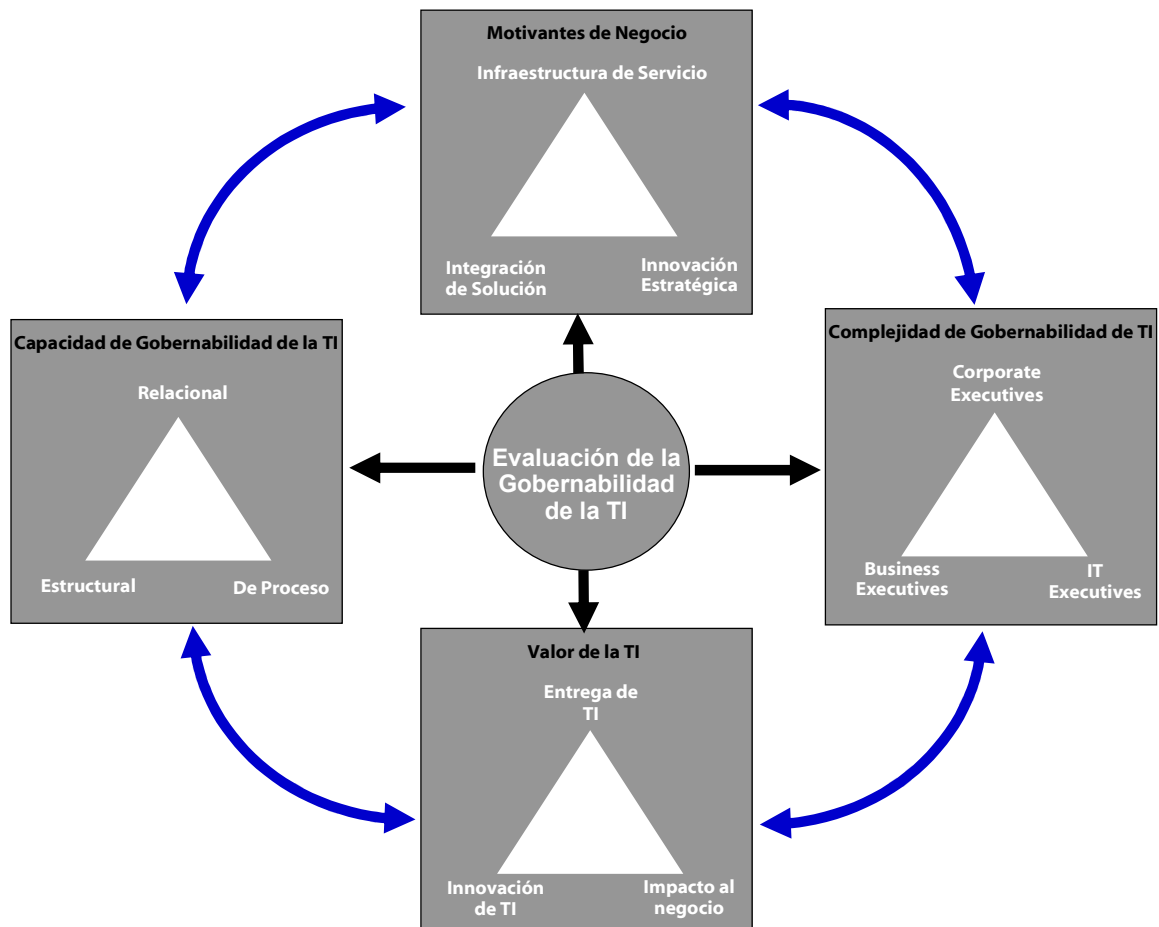 Motivantes de Negocio
Infraestructura de Servicio
Integración
de Solución
Innovación
Estratégica
Capacidad de Gobernabilidad de la TI
Relacional
Estructural
De Proceso
Evaluación de la
Gobernabilidad
de la TI
Complejidad de Gobernabilidad de TI
Corporate
Executives
Business
Executives
IT
Executives
Valor de la TI
Entrega de
TI
Innovación
de TI
Impacto al
negocio